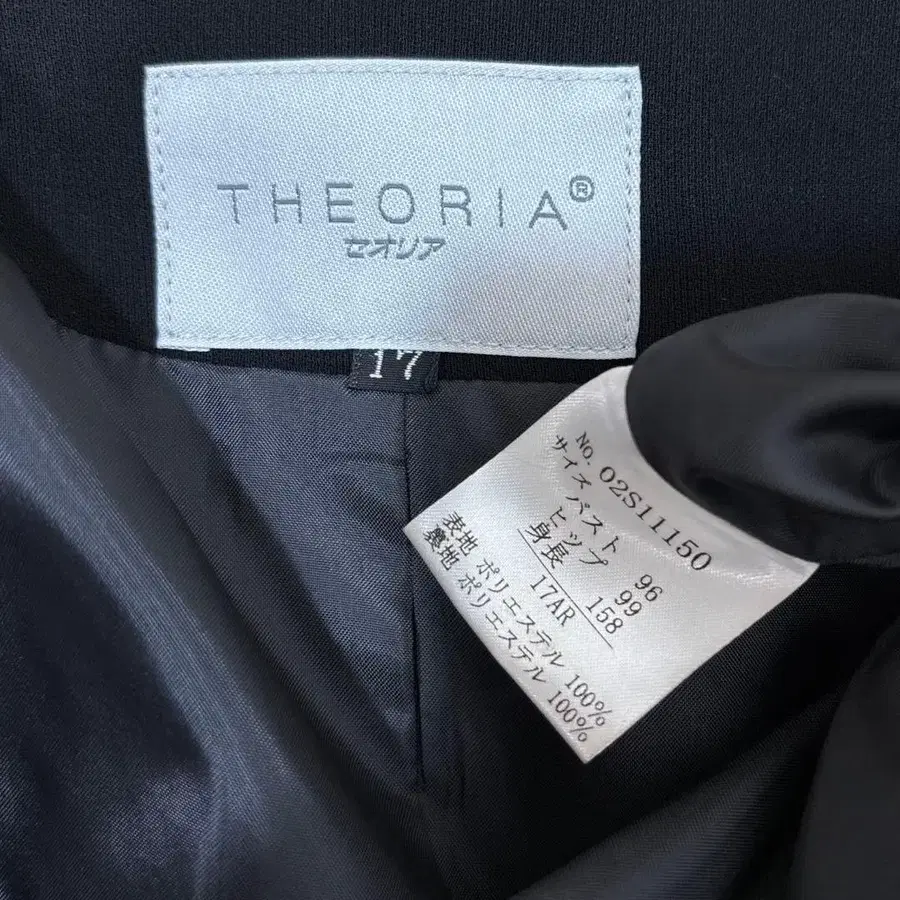 THEORIA®
セオリア
17
No. 02S11150
サイズ バスト 96
ヒップ 99
身長 158
17AR
表地 ポリエステル 100%
裏地 ポリエステル 100%